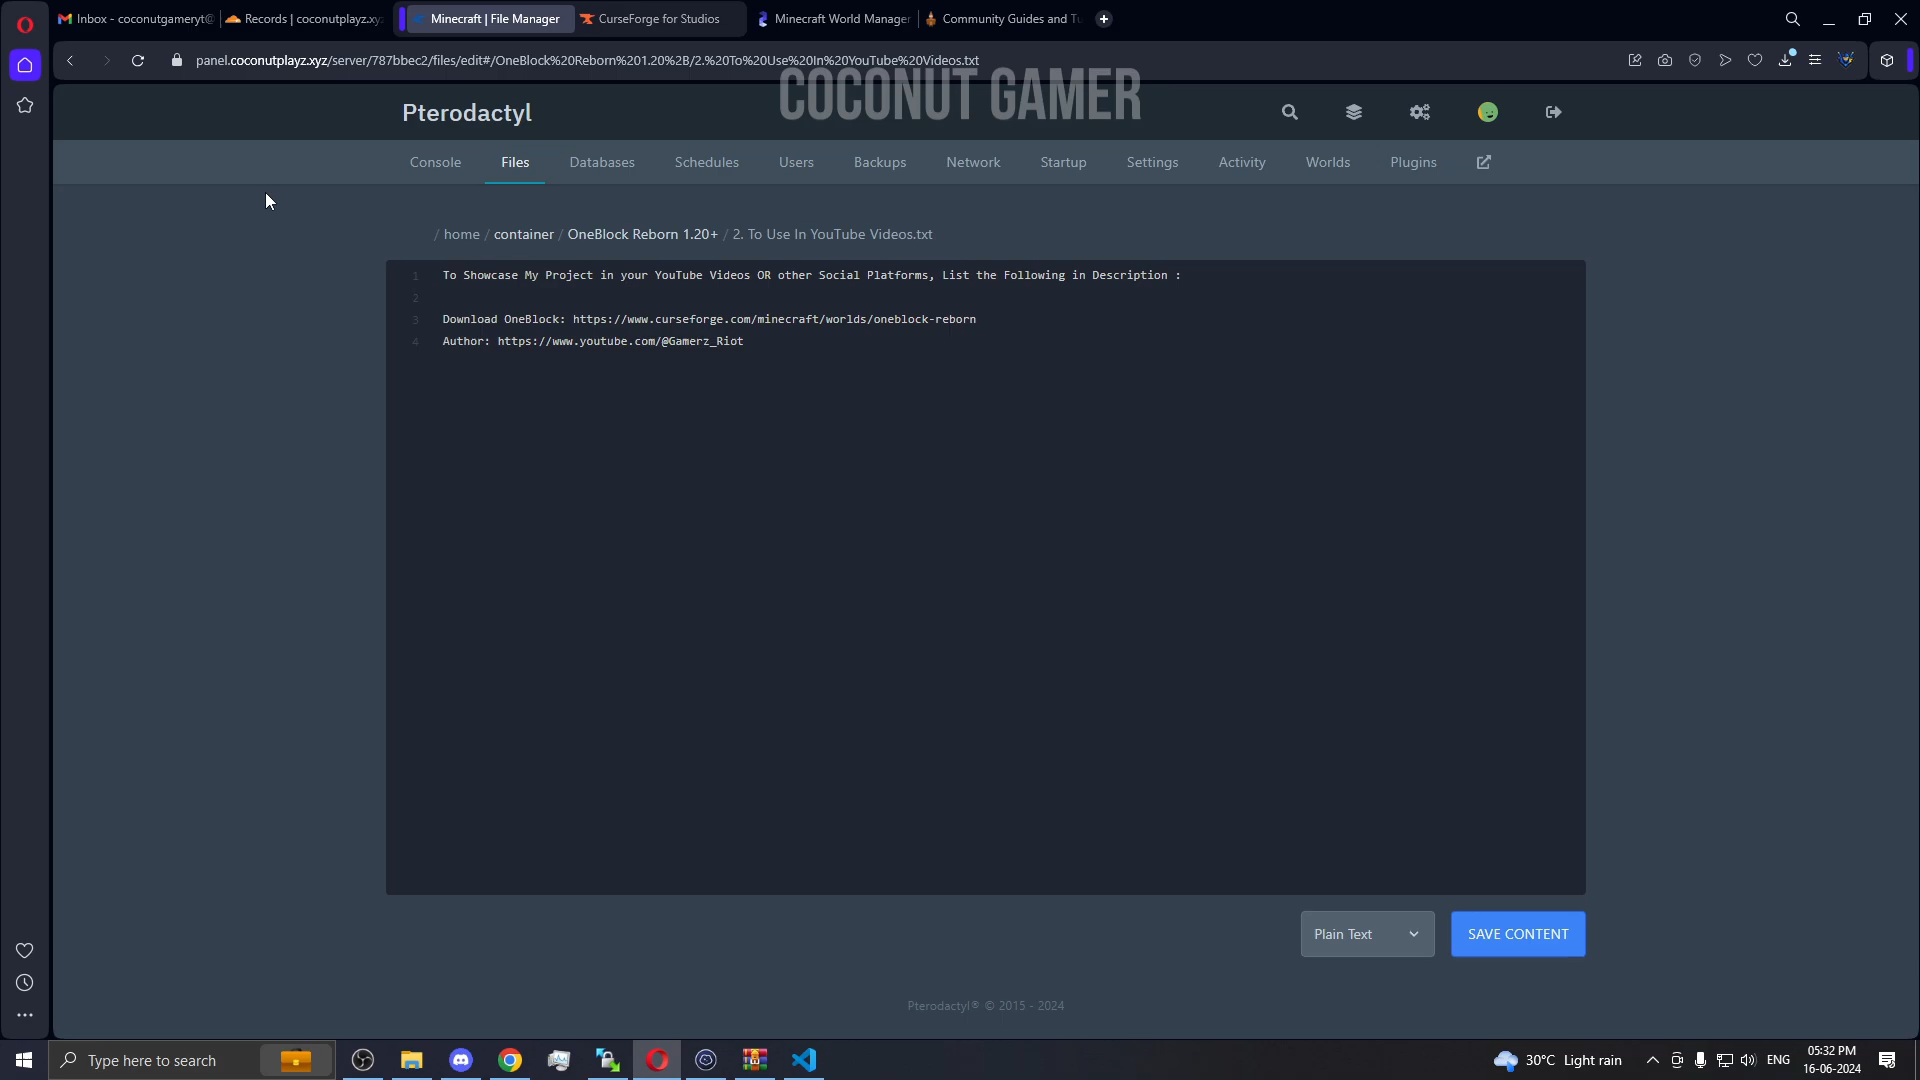 Inbox - coconutgameryt@
Records | coconutplayz.xyz
Minecraft | File Manager
CurseForge for Studios
Minecraft World Manager
Community Guides and Tu
panel.coconutplayz.xyz/server/787bbec2/files/edit#/OneBlock%20Reborn%201.20%2B/2.%20To%20Use%20In%20YouTube%20Videos.txt
COCONUT GAMER
Pterodactyl
Console
Files
Databases
Schedules
Users
Backups
Network
Startup
Settings
Activity
Worlds
Plugins
/ home / container / OneBlock Reborn 1.20+ / 2. To Use In YouTube Videos.txt
1 To Showcase My Project in your YouTube Videos OR other Social Platforms, List the Following in Description :
2
3 Download OneBlock: https://www.curseforge.com/minecraft/worlds/oneblock-reborn
4 Author: https://www.youtube.com/@Gamerz_Riot
Plain Text
SAVE CONTENT
Pterodactyl® © 2015 - 2024
Type here to search
30°C Light rain
ENG
05:32 PM
16-06-2024